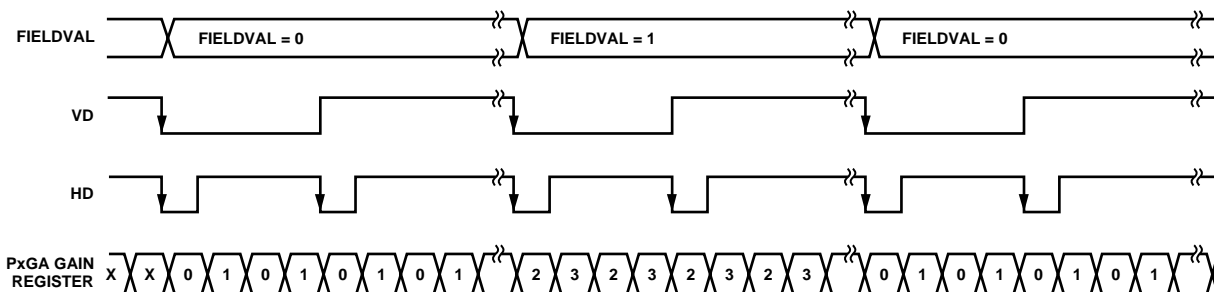 FIELDVAL FIELDVAL = 0 FIELDVAL = 1 FIELDVAL = 0
VD
HD
PxGA GAIN
REGISTER X X 0 1 0 1 0 1 0 1 2 3 2 3 2 3 2 3 0 1 0 1 0 1 0 1